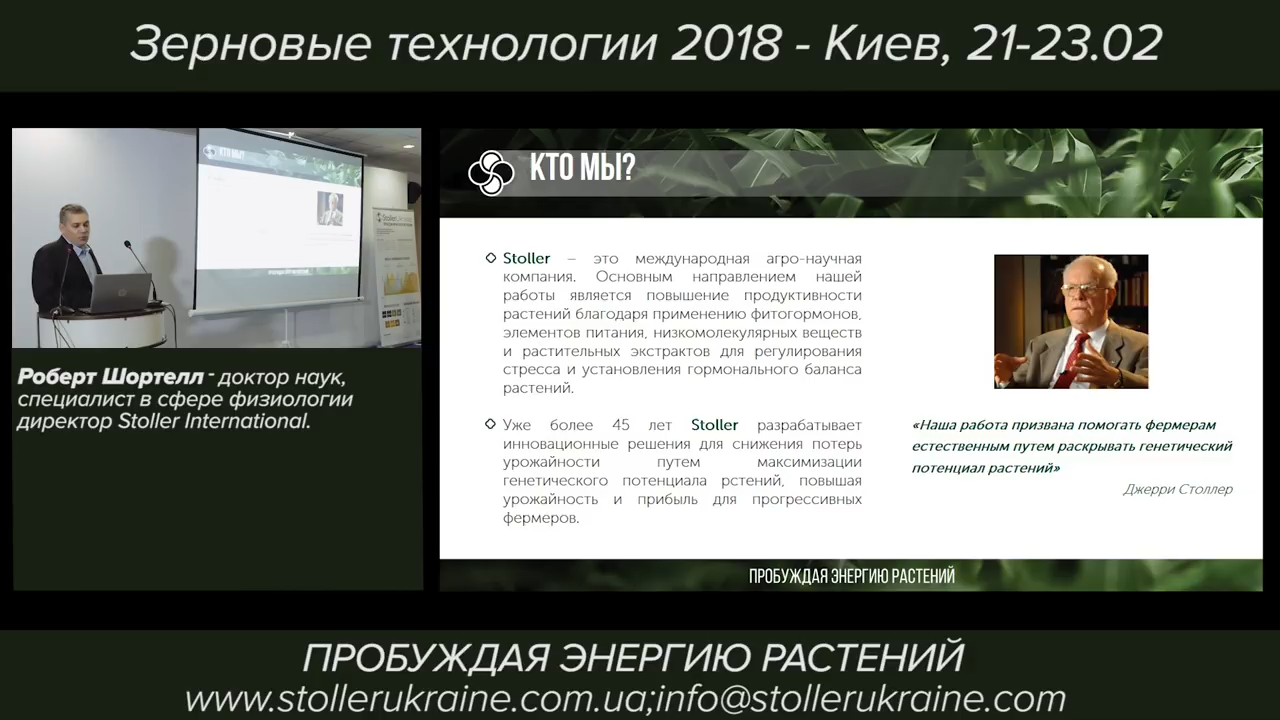 Зерновые технологии 2018 - Киев, 21-23.02
КТО МЫ?
КТО МЫ?
Stoller – это международная агро-научная
компания. Основным направлением нашей
работы является повышение продуктивности
растений благодаря применению фитогормонов,
элементов питания, низкомолекулярных веществ
и растительных экстрактов для регулирования
стресса и установления гормонального баланса
растений.
Уже более 45 лет Stoller разрабатывает
инновационные решения для снижения потерь
урожайности путем максимизации
генетического потенциала рстений, повышая
урожайность и прибыль для прогрессивных
фермеров.
«Наша работа призвана помогать фермерам
естественным путем раскрывать генетический
потенциал растений»
Джерри Столлер
ПРОБУЖДАЯ ЭНЕРГИЮ РАСТЕНИЙ
Роберт Шортелл - доктор наук,
специалист в сфере физиологии
директор Stoller International.
ПРОБУЖДАЯ ЭНЕРГИЮ РАСТЕНИЙ
www.stollerukraine.com.ua;info@stollerukraine.com